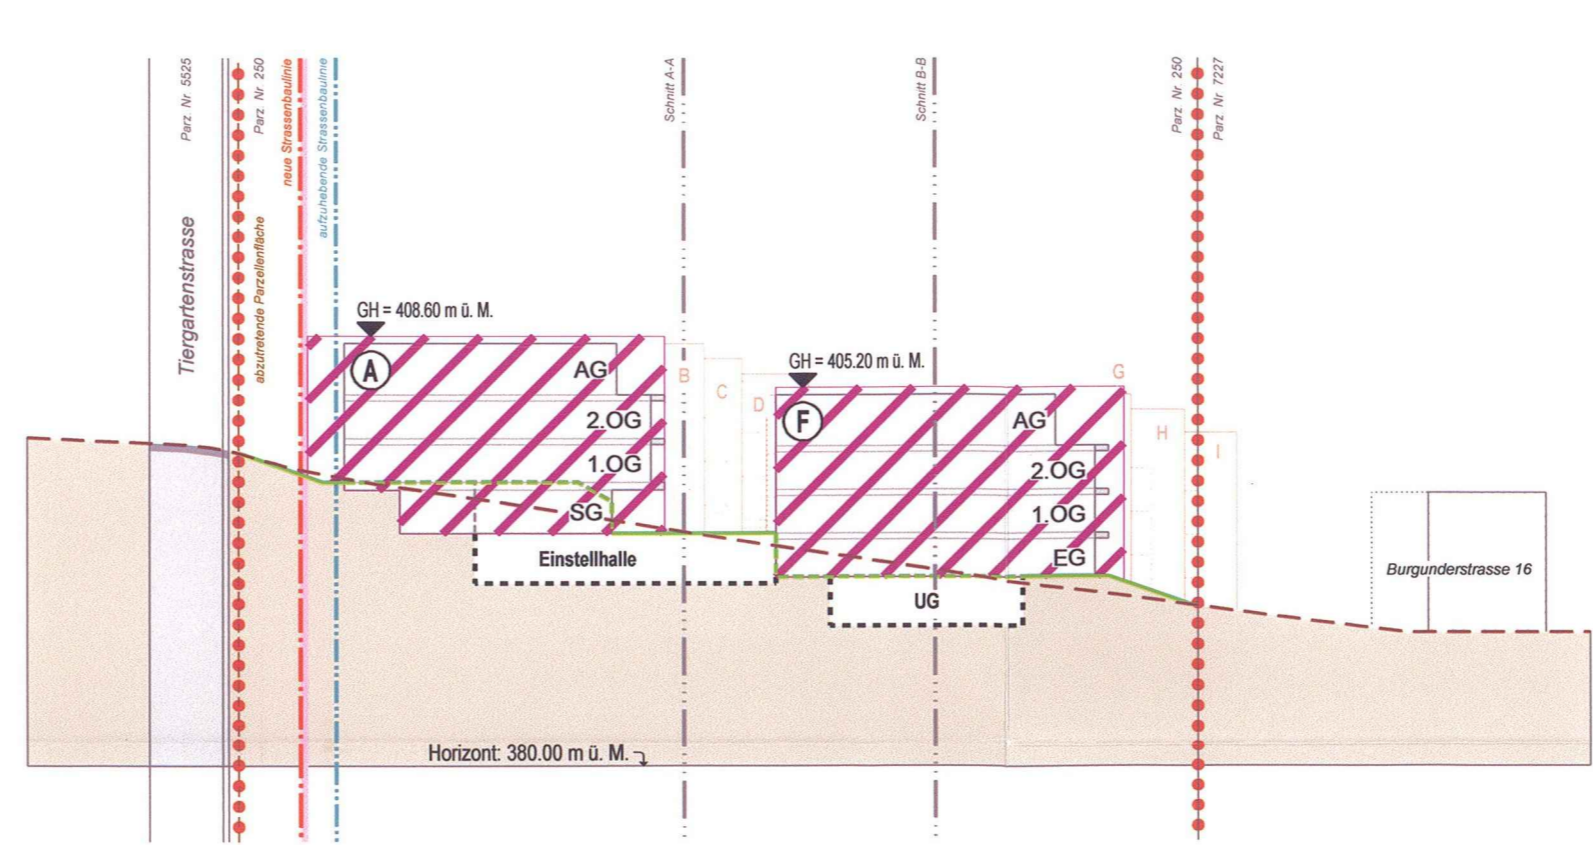 Parz. Nr 5525
Parz. Nr 250
neue Strassenbaulinie
aufzuhebende Strassenbaulinie
Schnitt A-A
Schnitt B-B
Parz. Nr. 250
Parz. Nr 7227
Tiergartenstrasse
abzutretende Parzellenfläche
GH = 408.60 m ü. M.
A
AG
2.OG
1.OG
SG
B
C
D
GH = 405.20 m ü. M.
F
AG
2.OG
1.OG
EG
G
H
I
Einstellhalle
UG
Burgunderstrasse 16
Horizont: 380.00 m ü. M.